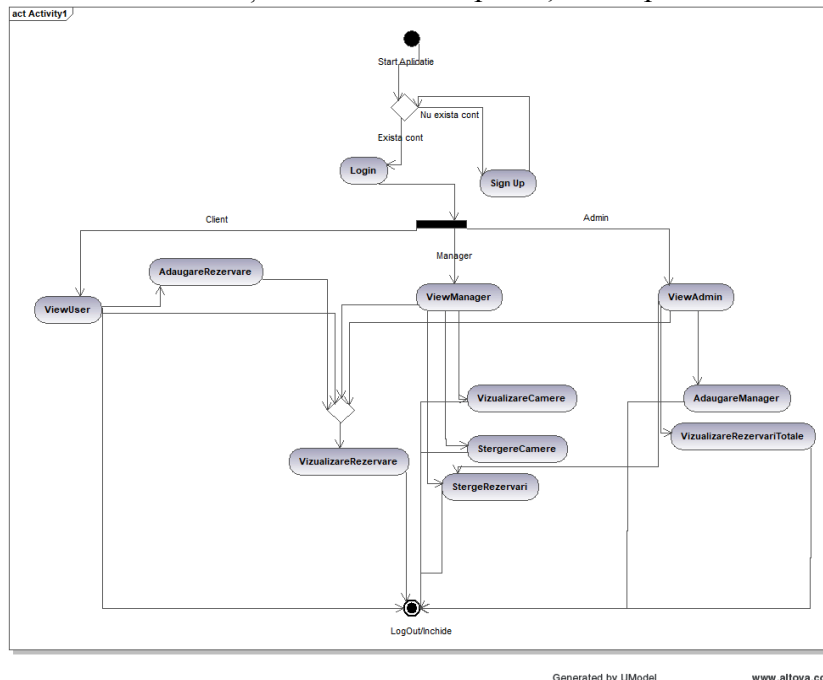 act Activity1
Start Aplicatie
Nu exista cont
Exista cont
Login
Sign Up
Client
Admin
Manager
AdaugareRezervare
ViewUser
ViewManager
ViewAdmin
VizualizareCamere
AdaugareManager
VizualizareRezervariTotale
StergereCamere
VizualizareRezervare
StergeRezervari
LogOut/Inchide
Generated by UModel
www.altova.co